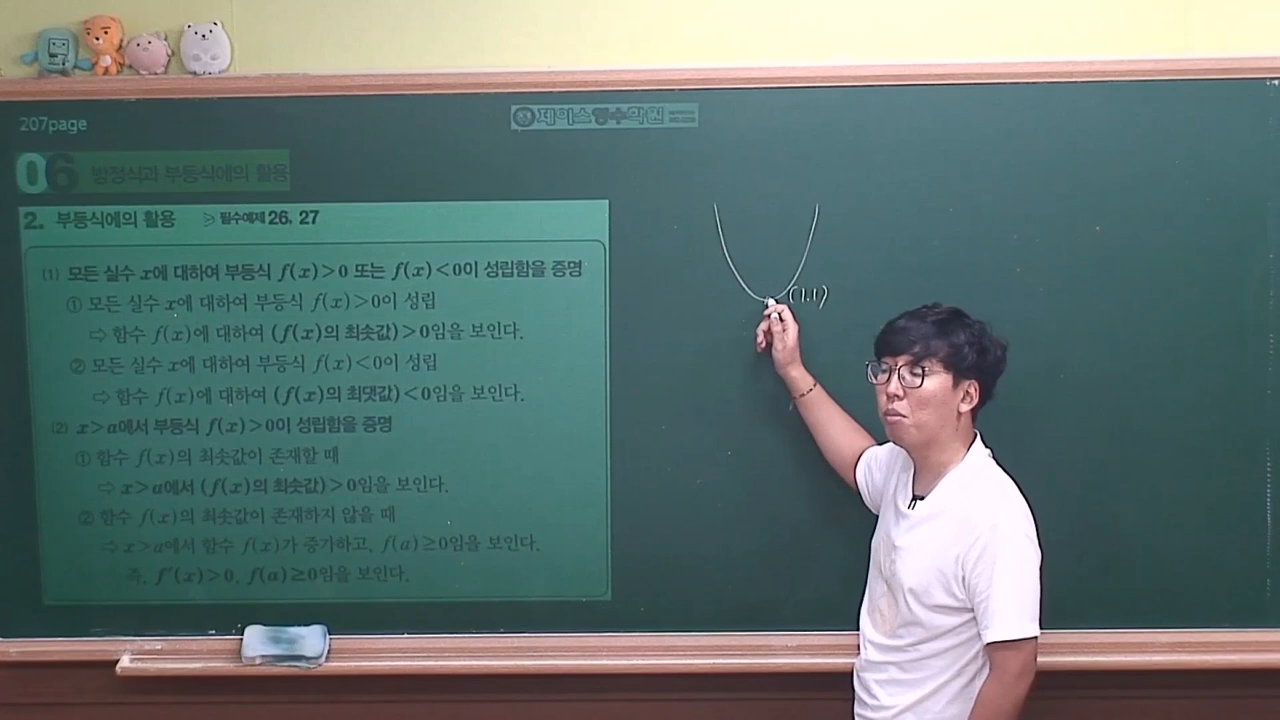 207page
제이스영수학원
06 방정식과 부등식에의 활용
2. 부등식에의 활용 ≫ 필수예제 26, 27
(1) 모든 실수 x에 대하여 부등식 f(x)>0 또는 f(x)<0이 성립함을 증명
① 모든 실수 x에 대하여 부등식 f(x)>0이 성립
⇨ 함수 f(x)에 대하여 (f(x)의 최솟값)>0임을 보인다.
② 모든 실수 x에 대하여 부등식 f(x)<0이 성립
⇨ 함수 f(x)에 대하여 (f(x)의 최댓값)<0임을 보인다.
(2) x>a에서 부등식 f(x)>0이 성립함을 증명
① 함수 f(x)의 최솟값이 존재할 때
⇨ x>a에서 (f(x)의 최솟값)>0임을 보인다.
② 함수 f(x)의 최솟값이 존재하지 않을 때
⇨ x>a에서 함수 f(x)가 증가하고, f(a)≥0임을 보인다.
즉, f′(x)>0, f(a)≥0임을 보인다.
(1,1)